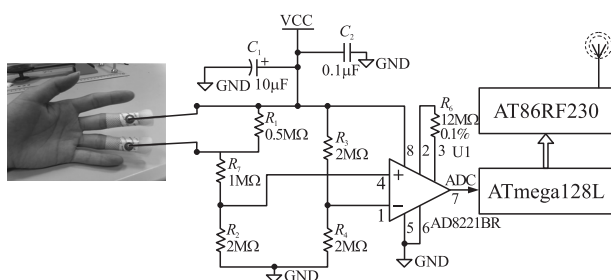 VCC
C₁
+
10μF
GND
C₂
0.1μF
GND
R₁
0.5MΩ
R₃
2MΩ
R₆
12MΩ
0.1%
8
2
3
U1
R₇
1MΩ
4
+
1
−
ADC
7
5
6
AD8221BR
GND
R₂
2MΩ
R₄
2MΩ
GND
AT86RF230
ATmega128L